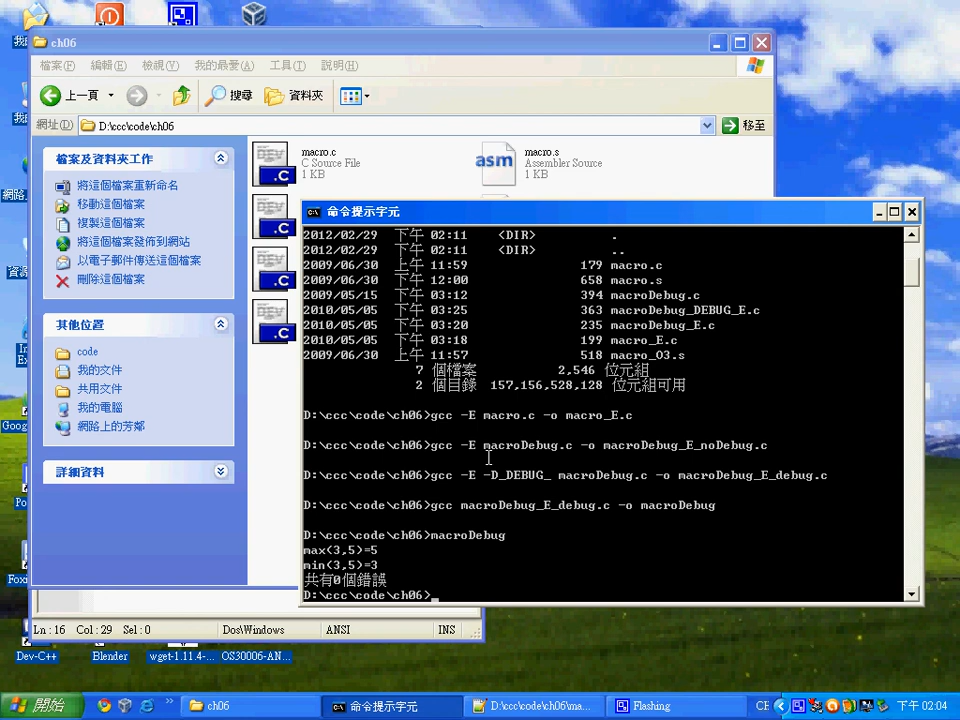 ch06
檔案(F) 編輯(E) 檢視(V) 我的最愛(A) 工具(T) 說明(H)
上一頁 搜尋 資料夾
網址(D) D:\ccc\code\ch06 移至
檔案及資料夾工作
將這個檔案重新命名
移動這個檔案
複製這個檔案
將這個檔案發佈到網站
以電子郵件傳送這個檔案
刪除這個檔案
其他位置
code
我的文件
共用文件
我的電腦
網路上的芳鄰
詳細資料
macro.c
C Source File
1 KB
macro.s
Assembler Source
1 KB
命令提示字元
2012/02/29 下午 02:11 <DIR> .
2012/02/29 下午 02:11 <DIR> ..
2009/06/30 上午 11:59 179 macro.c
2009/06/30 下午 12:00 658 macro.s
2009/05/15 下午 03:12 394 macroDebug.c
2010/05/05 下午 03:25 363 macroDebug_DEBUG_E.c
2010/05/05 下午 03:20 235 macroDebug_E.c
2010/05/05 下午 03:18 199 macro_E.c
2009/06/30 上午 11:57 518 macro_O3.s
7 個檔案 2,546 位元組
2 個目錄 157,156,528,128 位元組可用
D:\ccc\code\ch06>gcc -E macro.c -o macro_E.c
D:\ccc\code\ch06>gcc -E macroDebug.c -o macroDebug_E_noDebug.c
D:\ccc\code\ch06>gcc -E -D_DEBUG_ macroDebug.c -o macroDebug_E_debug.c
D:\ccc\code\ch06>gcc macroDebug_E_debug.c -o macroDebug
D:\ccc\code\ch06>macroDebug
max(3,5)=5
min(3,5)=3
共有0個錯誤
D:\ccc\code\ch06>_
Ln:16 Col:29 Sel:0 Dos\Windows ANSI INS
Dev-C++ Blender wget-1.11.4-... OS30006-AN...
開始 ch06 命令提示字元 D:\ccc\code\ch06\ma... Flashing CH 下午 02:04